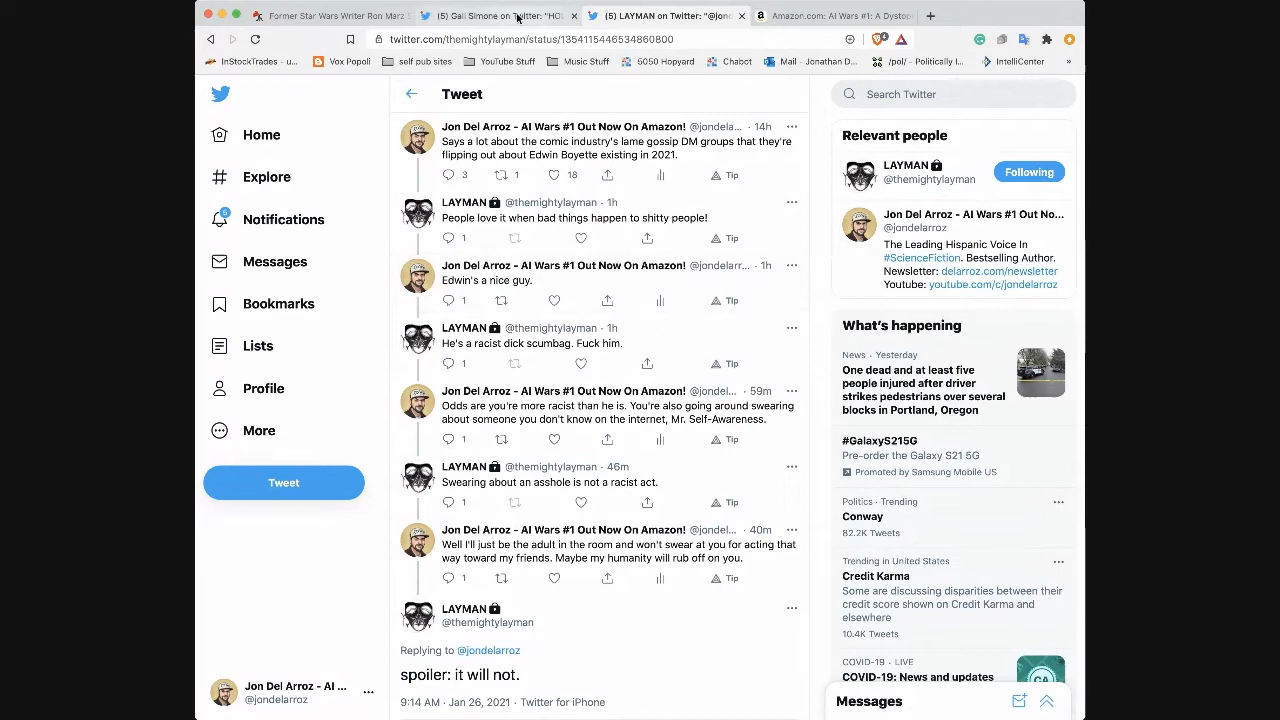 Former Star Wars Writer Ron Marz S
(5) Gail Simone on Twitter: "HO
(5) LAYMAN on Twitter: "@jond
Amazon.com: AI Wars #1: A Dystop
twitter.com/themightylayman/status/1354115446534860800
InStockTrades - u...
Vox Popoli
self pub sites
YouTube Stuff
Music Stuff
5050 Hopyard
Chabot
Mail - Jonathan D...
/pol/ - Politically I...
IntelliCenter
»
Home
Explore
6
Notifications
Messages
Bookmarks
Lists
Profile
More
Tweet
Jon Del Arroz - AI ...
@jondelarroz
Tweet
Jon Del Arroz - AI Wars #1 Out Now On Amazon! @jondela... · 14h
Says a lot about the comic industry's lame gossip DM groups that they're
flipping out about Edwin Boyette existing in 2021.
3 1 18 Tip
LAYMAN @themightylayman · 1h
People love it when bad things happen to shitty people!
1 Tip
Jon Del Arroz - AI Wars #1 Out Now On Amazon! @jondelarr... · 1h
Edwin's a nice guy.
1 Tip
LAYMAN @themightylayman · 1h
He's a racist dick scumbag. Fuck him.
1 Tip
Jon Del Arroz - AI Wars #1 Out Now On Amazon! @jondel... · 59m
Odds are you're more racist than he is. You're also going around swearing
about someone you don't know on the internet, Mr. Self-Awareness.
1 Tip
LAYMAN @themightylayman · 46m
Swearing about an asshole is not a racist act.
1 Tip
Jon Del Arroz - AI Wars #1 Out Now On Amazon! @jondel... · 40m
Well I'll just be the adult in the room and won't swear at you for acting that
way toward my friends. Maybe my humanity will rub off on you.
1 Tip
LAYMAN
@themightylayman
Replying to @jondelarroz
spoiler: it will not.
9:14 AM · Jan 26, 2021 · Twitter for iPhone
Search Twitter
Relevant people
LAYMAN
@themightylayman
Following
Jon Del Arroz - AI Wars #1 Out No...
@jondelarroz
The Leading Hispanic Voice In
#ScienceFiction. Bestselling Author.
Newsletter: delarroz.com/newsletter
Youtube: youtube.com/c/jondelarroz
What's happening
News · Yesterday
One dead and at least five
people injured after driver
strikes pedestrians over several
blocks in Portland, Oregon
#GalaxyS215G
Pre-order the Galaxy S21 5G
Promoted by Samsung Mobile US
Politics · Trending
Conway
82.2K Tweets
Trending in United States
Credit Karma
Some are discussing disparities between their
credit score shown on Credit Karma and
elsewhere
10.4K Tweets
COVID-19 · LIVE
COVID-19: News and updates
Messages